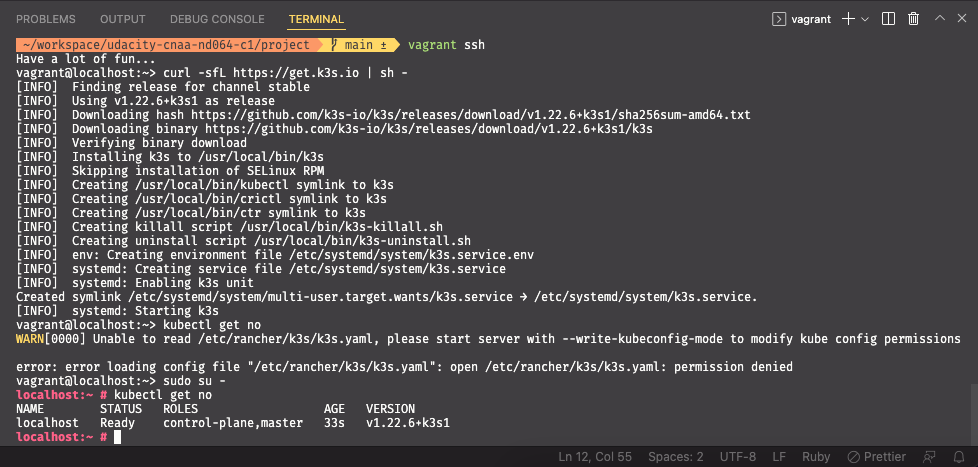 PROBLEMS OUTPUT DEBUG CONSOLE TERMINAL vagrant
~/workspace/udacity-cnaa-nd064-c1/project main ± vagrant ssh
Have a lot of fun...
vagrant@localhost:~> curl -sfL https://get.k3s.io | sh -
[INFO]  Finding release for channel stable
[INFO]  Using v1.22.6+k3s1 as release
[INFO]  Downloading hash https://github.com/k3s-io/k3s/releases/download/v1.22.6+k3s1/sha256sum-amd64.txt
[INFO]  Downloading binary https://github.com/k3s-io/k3s/releases/download/v1.22.6+k3s1/k3s
[INFO]  Verifying binary download
[INFO]  Installing k3s to /usr/local/bin/k3s
[INFO]  Skipping installation of SELinux RPM
[INFO]  Creating /usr/local/bin/kubectl symlink to k3s
[INFO]  Creating /usr/local/bin/crictl symlink to k3s
[INFO]  Creating /usr/local/bin/ctr symlink to k3s
[INFO]  Creating killall script /usr/local/bin/k3s-killall.sh
[INFO]  Creating uninstall script /usr/local/bin/k3s-uninstall.sh
[INFO]  env: Creating environment file /etc/systemd/system/k3s.service.env
[INFO]  systemd: Creating service file /etc/systemd/system/k3s.service
[INFO]  systemd: Enabling k3s unit
Created symlink /etc/systemd/system/multi-user.target.wants/k3s.service → /etc/systemd/system/k3s.service.
[INFO]  systemd: Starting k3s
vagrant@localhost:~> kubectl get no
WARN[0000] Unable to read /etc/rancher/k3s/k3s.yaml, please start server with --write-kubeconfig-mode to modify kube config permissions
error: error loading config file "/etc/rancher/k3s/k3s.yaml": open /etc/rancher/k3s/k3s.yaml: permission denied
vagrant@localhost:~> sudo su -
localhost:~ # kubectl get no
NAME        STATUS   ROLES                  AGE   VERSION
localhost   Ready    control-plane,master   33s   v1.22.6+k3s1
localhost:~ #
Ln 12, Col 55 Spaces: 2 UTF-8 LF Ruby Prettier